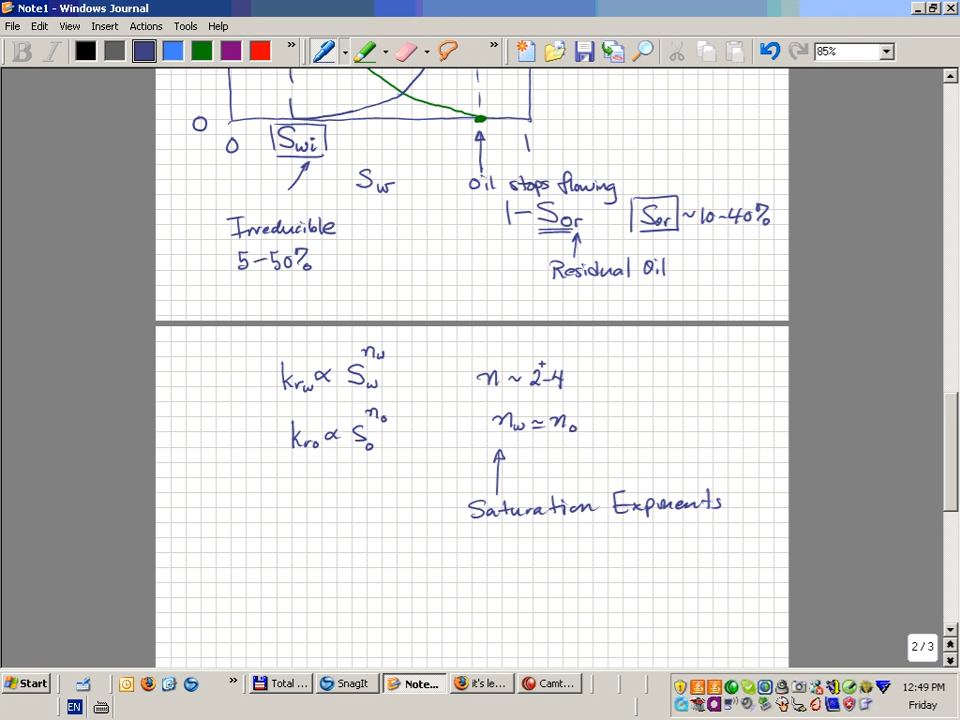 Note1 - Windows Journal
File Edit View Insert Actions Tools Help
B I » » 85%
0
0 Swi 1
Sw Oil stops flowing
1 - Sor Sor ~ 10-40%
Irreducible
5-50% Residual Oil
krw ∝ Sw^nw n ~ 2+-4
kro ∝ So^no nw ≃ no
Saturation Exponents
2 / 3
Start » Total ... SnagIt Note... it's le... Camt... 12:49 PM
EN Friday